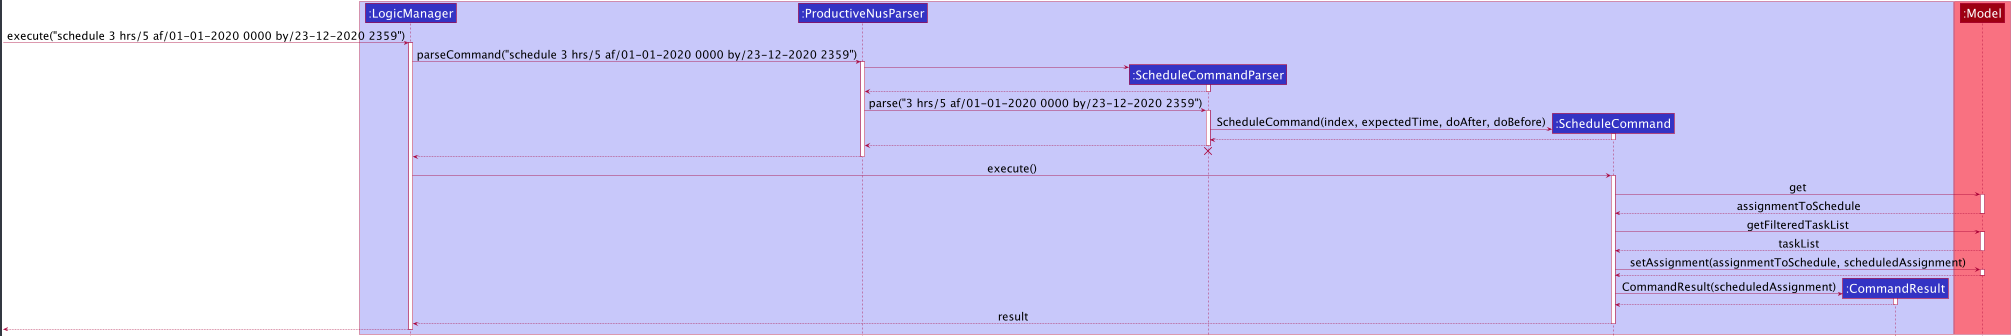 :LogicManager
:ProductiveNusParser
:Model
execute("schedule 3 hrs/5 af/01-01-2020 0000 by/23-12-2020 2359")
parseCommand("schedule 3 hrs/5 af/01-01-2020 0000 by/23-12-2020 2359")
:ScheduleCommandParser
parse("3 hrs/5 af/01-01-2020 0000 by/23-12-2020 2359")
ScheduleCommand(index, expectedTime, doAfter, doBefore)
:ScheduleCommand
execute()
get
assignmentToSchedule
getFilteredTaskList
taskList
setAssignment(assignmentToSchedule, scheduledAssignment)
CommandResult(scheduledAssignment)
:CommandResult
result